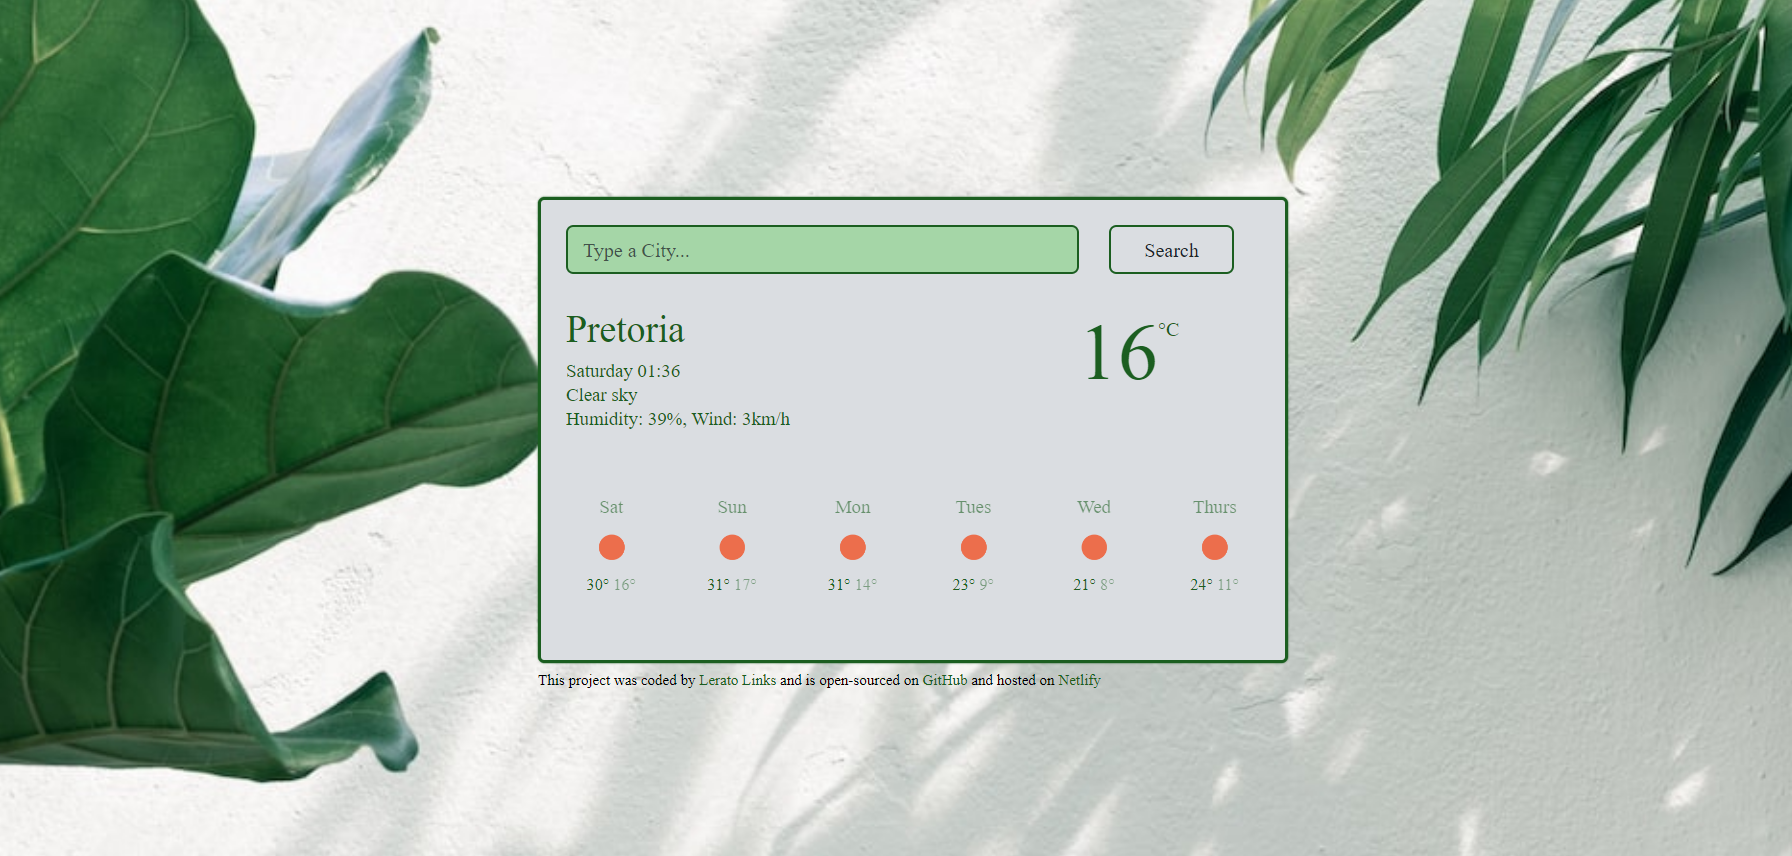 Type a City...
Search
Pretoria
16°C
Saturday 01:36
Clear sky
Humidity: 39%, Wind: 3km/h
Sat Sun Mon Tues Wed Thurs
30° 16° 31° 17° 31° 14° 23° 9° 21° 8° 24° 11°
This project was coded by Lerato Links and is open-sourced on GitHub and hosted on Netlify